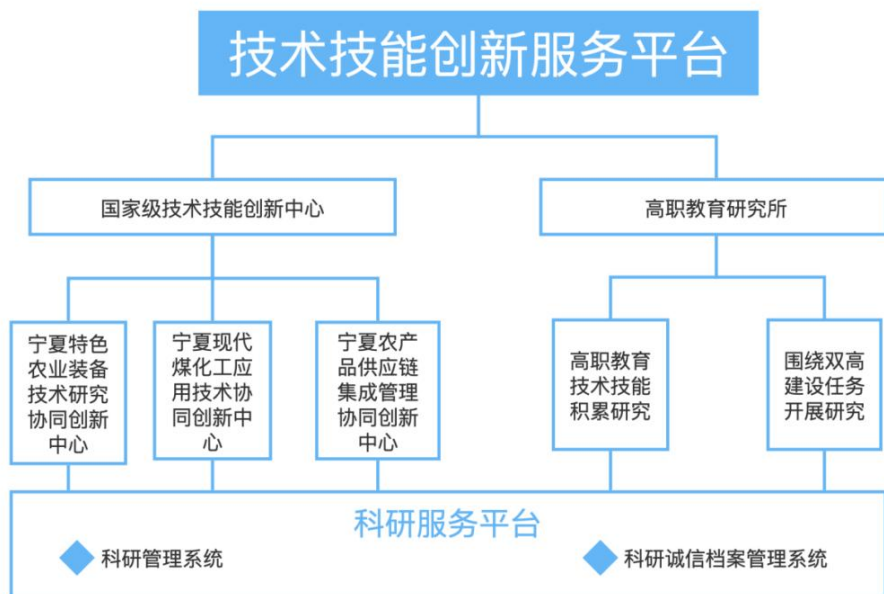 技术技能创新服务平台
国家级技术技能创新中心
高职教育研究所
宁夏特色
农业装备
技术研究
协同创新
中心
宁夏现代
煤化工应
用技术协
同创新中
心
宁夏农产
品供应链
集成管理
协同创新
中心
高职教育
技术技能
积累研究
围绕双高
建设任务
开展研究
科研服务平台
科研管理系统
科研诚信档案管理系统